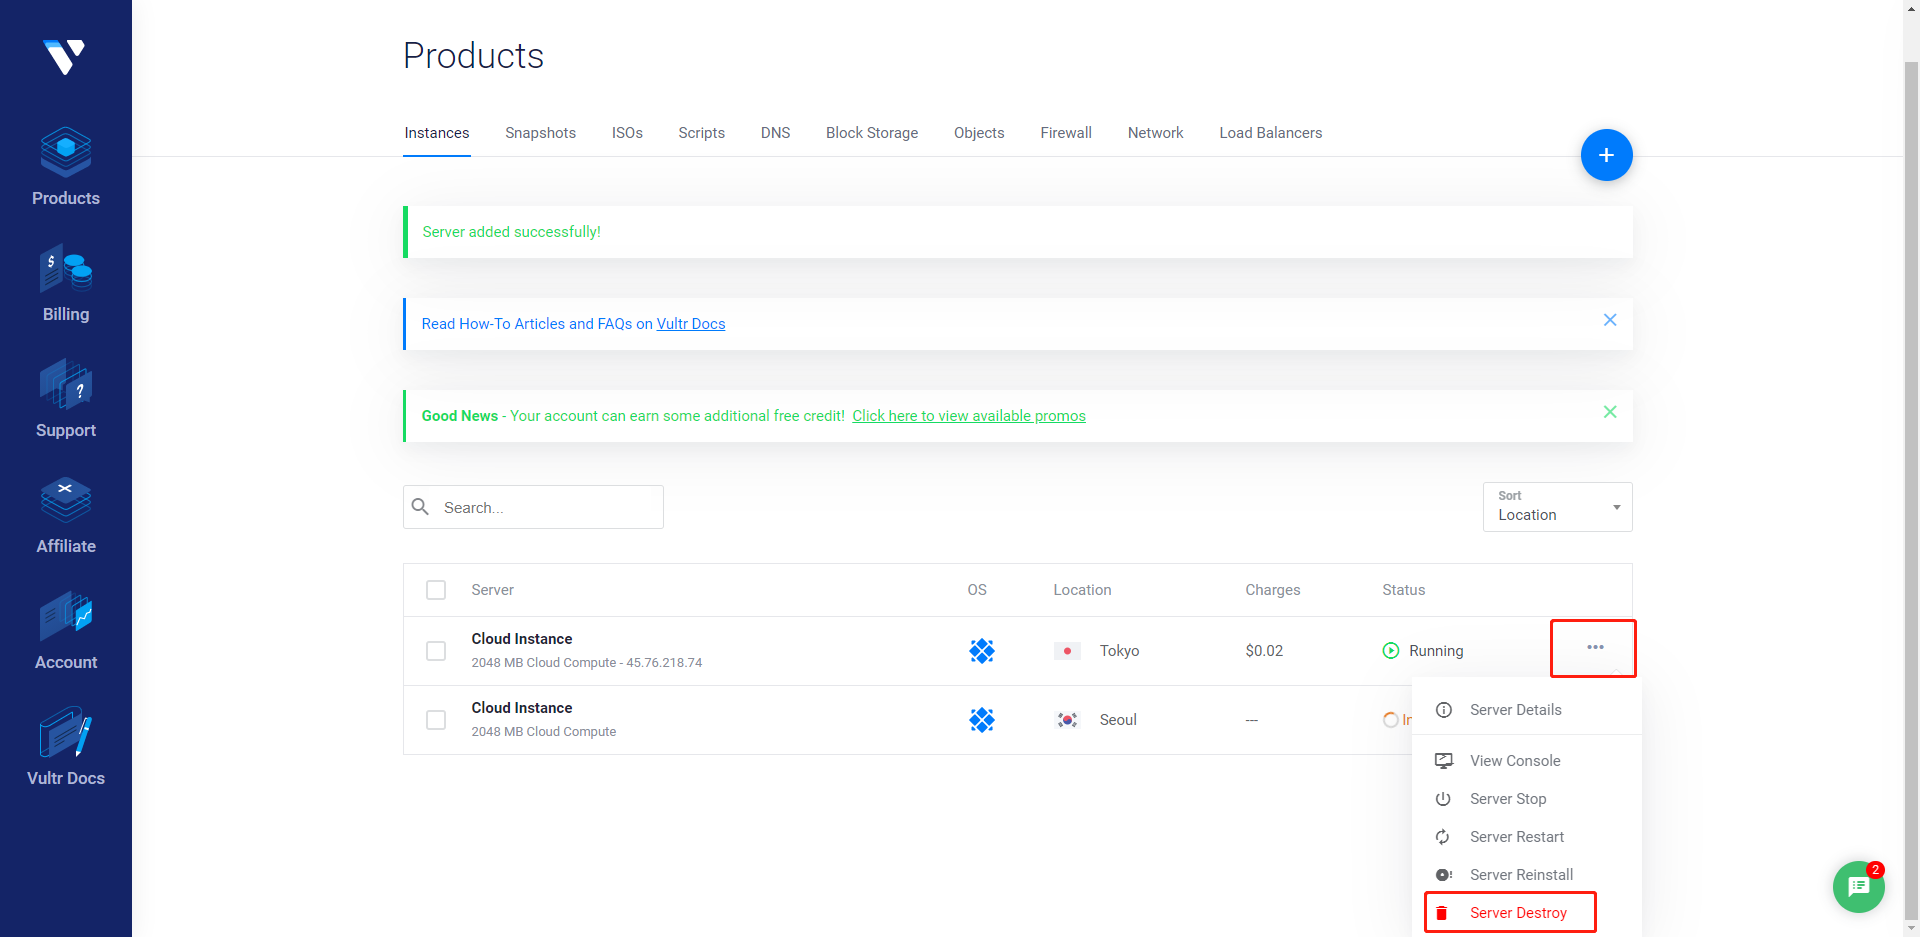 Products
Billing
Support
Affiliate
Account
Vultr Docs
Products
Instances Snapshots ISOs Scripts DNS Block Storage Objects Firewall Network Load Balancers
+
Server added successfully!
Read How-To Articles and FAQs on Vultr Docs
Good News - Your account can earn some additional free credit! Click here to view available promos
Search...
Sort
Location
Server OS Location Charges Status
Cloud Instance
2048 MB Cloud Compute - 45.76.218.74
Tokyo $0.02 Running
Cloud Instance
2048 MB Cloud Compute
Seoul --- In
Server Details
View Console
Server Stop
Server Restart
Server Reinstall
Server Destroy
2